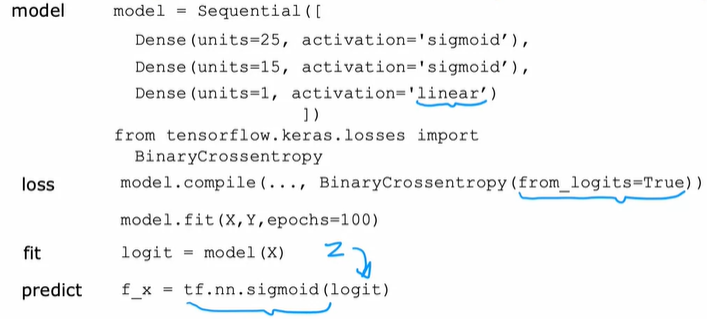 model model = Sequential([
Dense(units=25, activation='sigmoid'),
Dense(units=15, activation='sigmoid'),
Dense(units=1, activation='linear')
])
from tensorflow.keras.losses import
BinaryCrossentropy
loss model.compile(..., BinaryCrossentropy(from_logits=True))
model.fit(X,Y,epochs=100)
fit logit = model(X) z
predict f_x = tf.nn.sigmoid(logit)